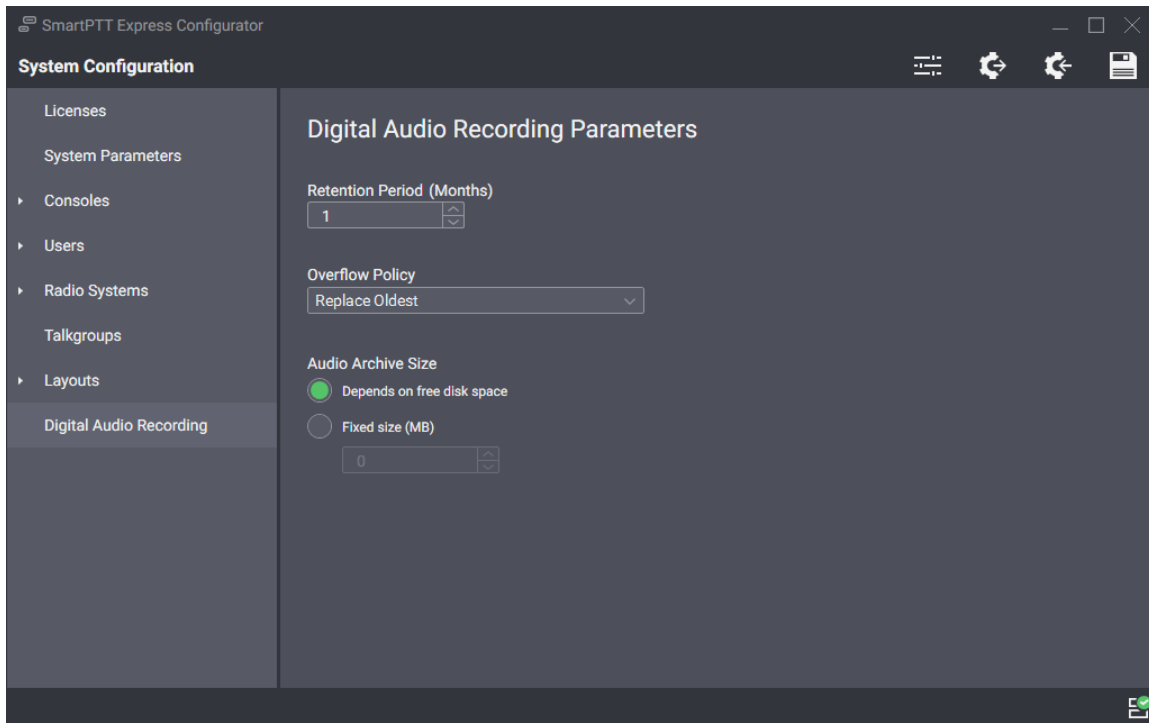 SmartPTT Express Configurator
System Configuration
Licenses
System Parameters
Consoles
Users
Radio Systems
Talkgroups
Layouts
Digital Audio Recording
Digital Audio Recording Parameters
Retention Period (Months)
1
Overflow Policy
Replace Oldest
Audio Archive Size
Depends on free disk space
Fixed size (MB)
0